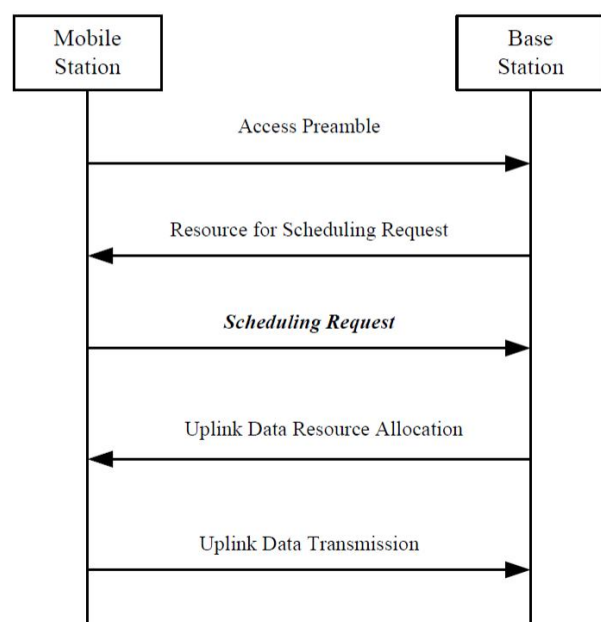 Mobile
Station
Base
Station
Access Preamble
Resource for Scheduling Request
Scheduling Request
Uplink Data Resource Allocation
Uplink Data Transmission